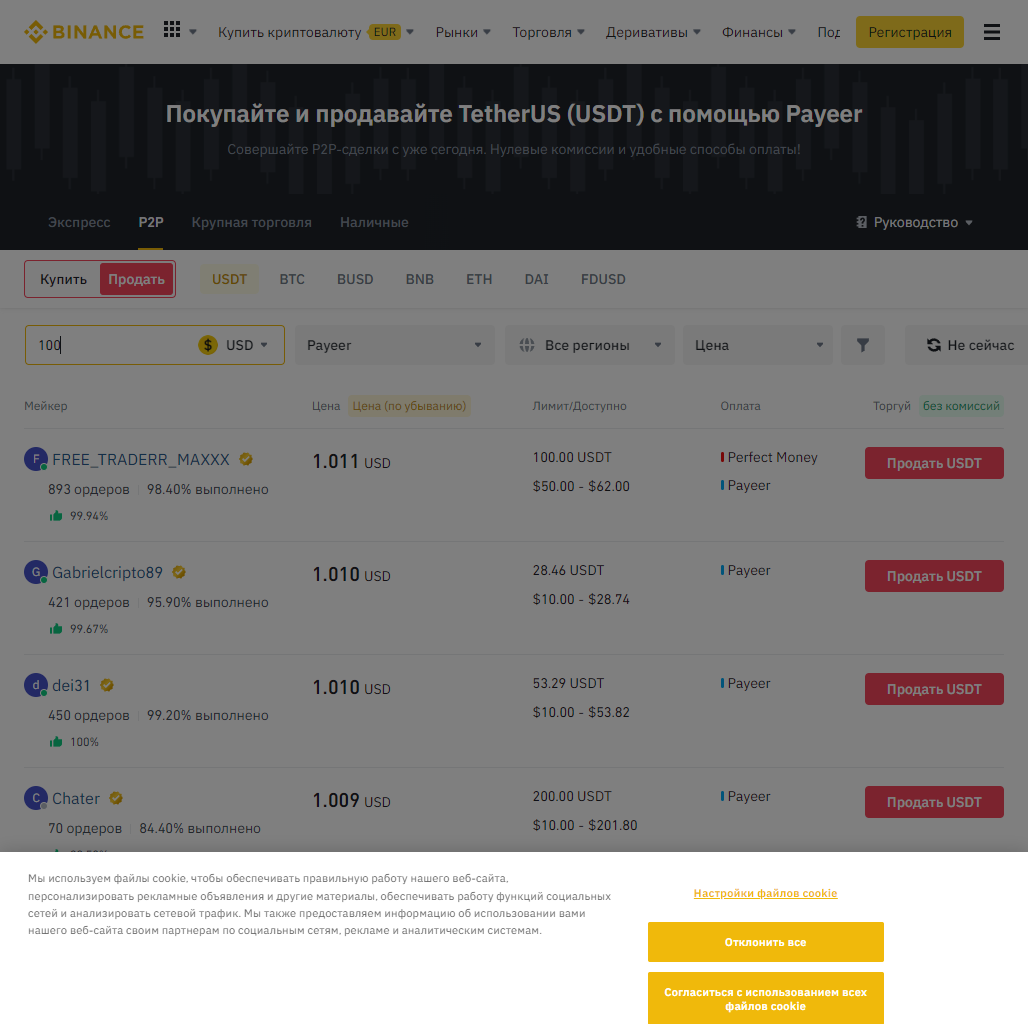 BINANCE Купить криптовалюту EUR Рынки Торговля Деривативы Финансы Под Регистрация
Покупайте и продавайте TetherUS (USDT) с помощью Payeer
Совершайте P2P-сделки с уже сегодня. Нулевые комиссии и удобные способы оплаты!
Экспресс P2P Крупная торговля Наличные Руководство
Купить Продать USDT BTC BUSD BNB ETH DAI FDUSD
100 $ USD Payeer Все регионы Цена Не сейчас
Мейкер Цена Цена (по убыванию) Лимит/Доступно Оплата Торгуй без комиссий
F FREE_TRADERR_MAXXX 1.011 USD 100.00 USDT Perfect Money Продать USDT
893 ордеров 98.40% выполнено $50.00 - $62.00 Payeer
99.94%
G Gabrielcripto89 1.010 USD 28.46 USDT Payeer Продать USDT
421 ордеров 95.90% выполнено $10.00 - $28.74
99.67%
d dei31 1.010 USD 53.29 USDT Payeer Продать USDT
450 ордеров 99.20% выполнено $10.00 - $53.82
100%
C Chater 1.009 USD 200.00 USDT Payeer Продать USDT
70 ордеров 84.40% выполнено $10.00 - $201.80
Мы используем файлы cookie, чтобы обеспечивать правильную работу нашего веб-сайта,
персонализировать рекламные объявления и другие материалы, обеспечивать работу функций социальных
сетей и анализировать сетевой трафик. Мы также предоставляем информацию об использовании вами
нашего веб-сайта своим партнерам по социальным сетям, рекламе и аналитическим системам.
Настройки файлов cookie
Отклонить все
Согласиться с использованием всех
файлов cookie